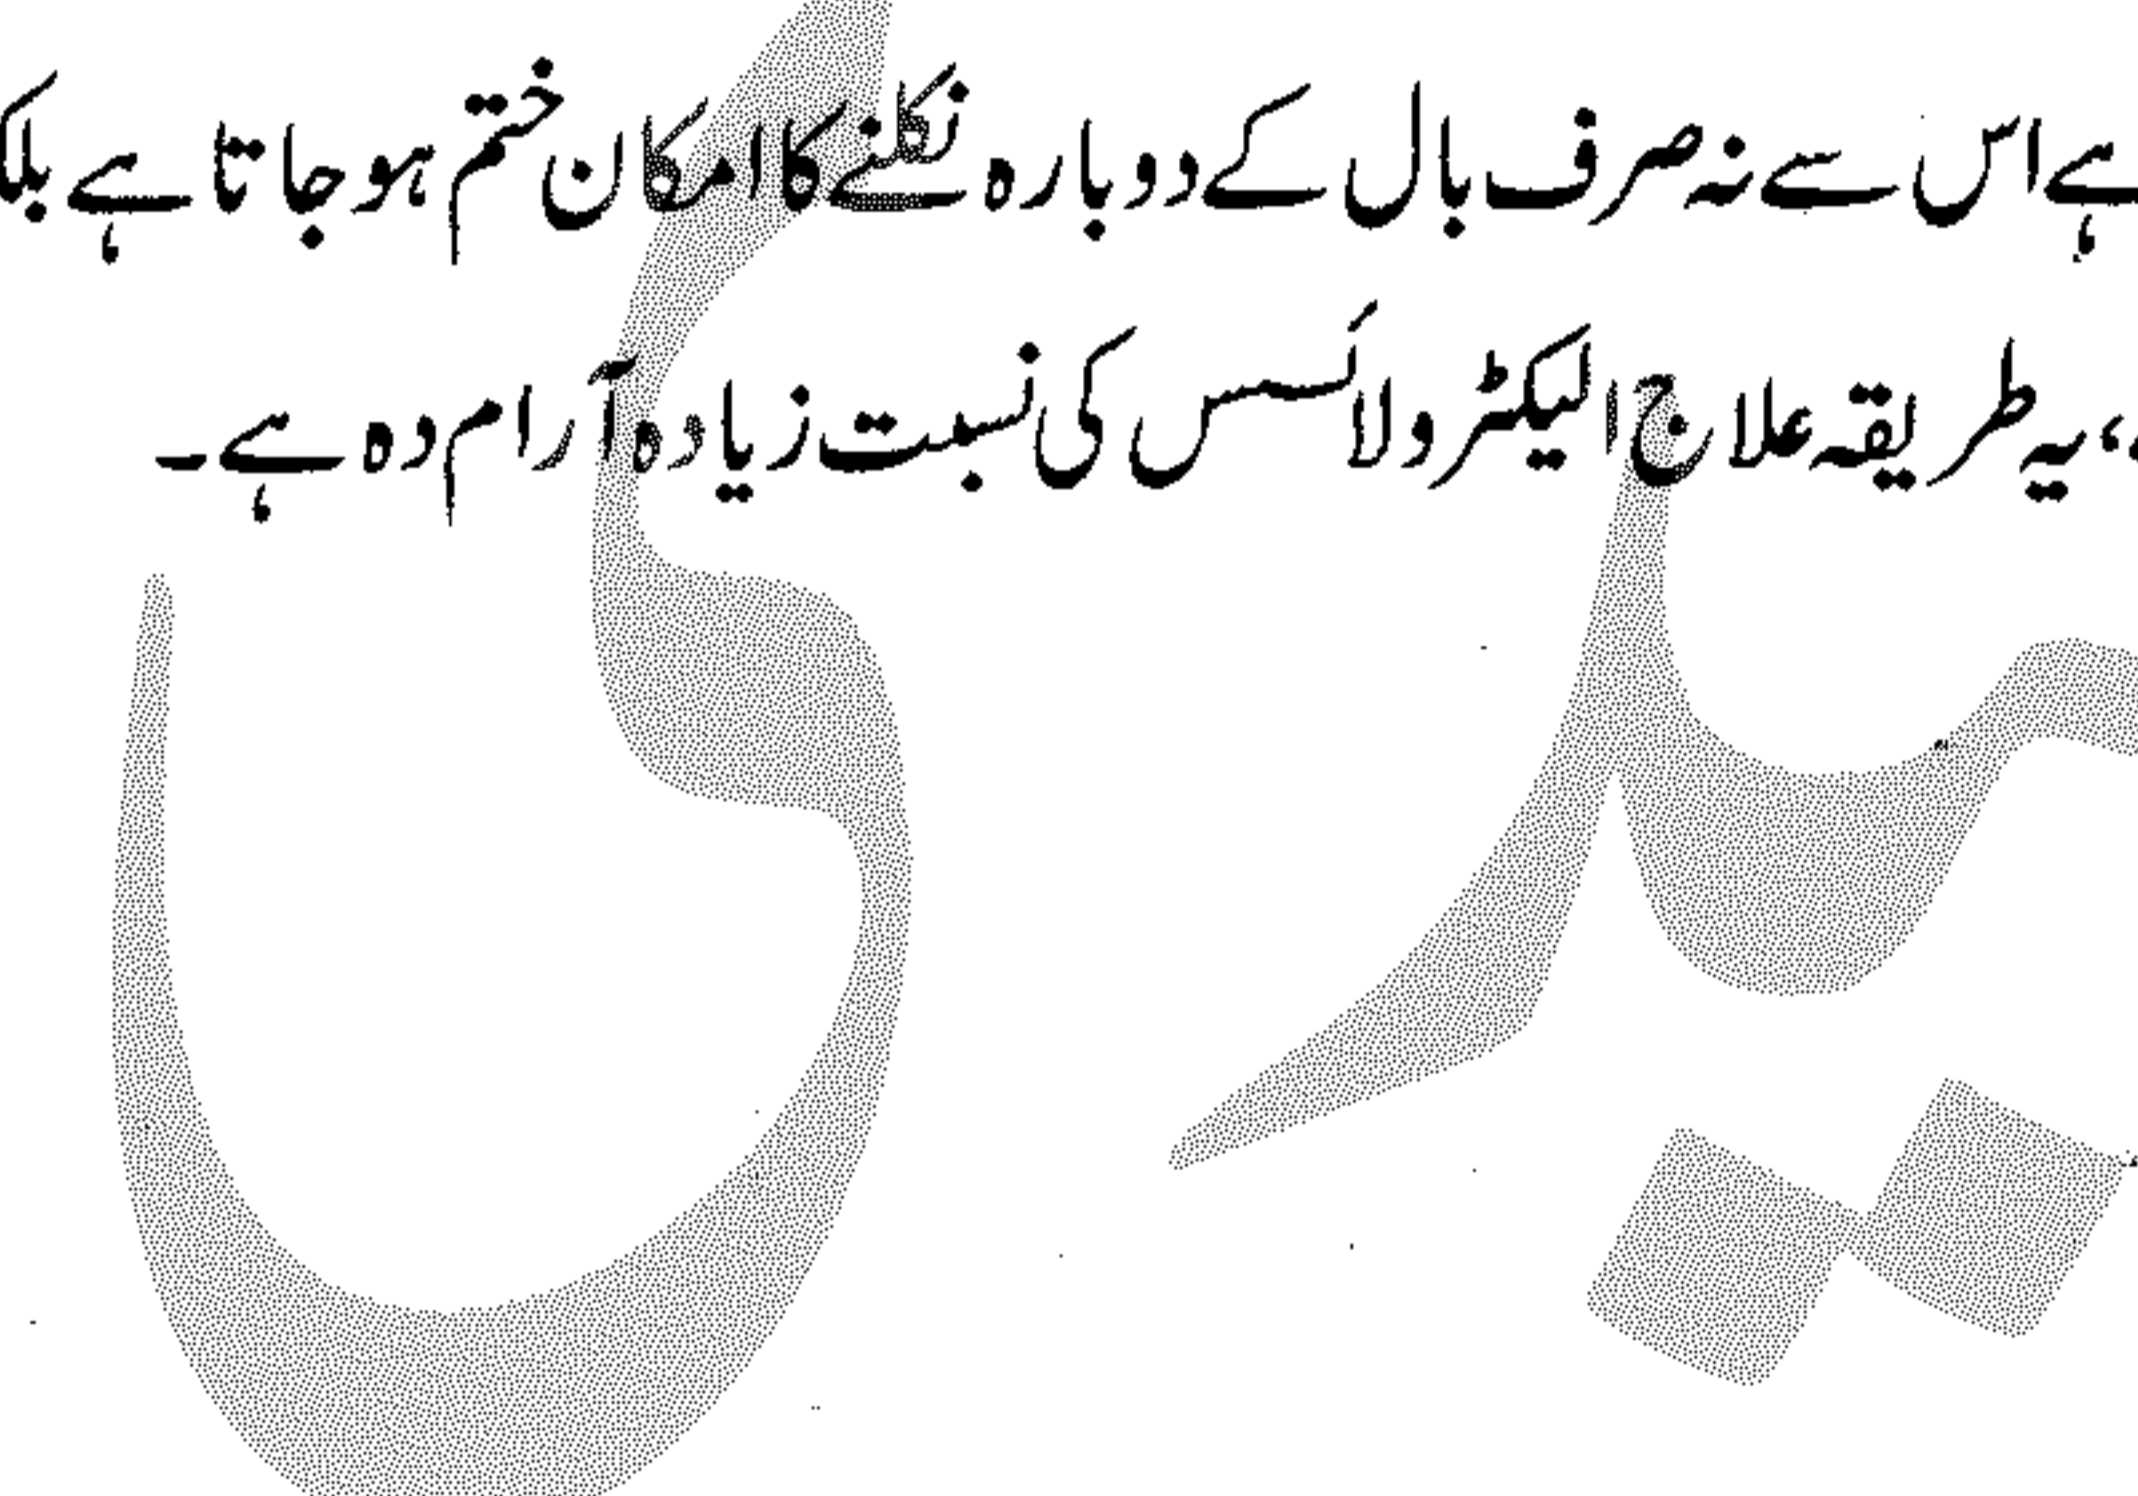 ہے اس سے نہ صرف بال کے دوبارہ نکلنے کا امکان ختم ہو جاتا ہے
، یہ طریقہ علاج الیکٹرولائسس کی نسبت زیادہ آرام دہ ہے۔